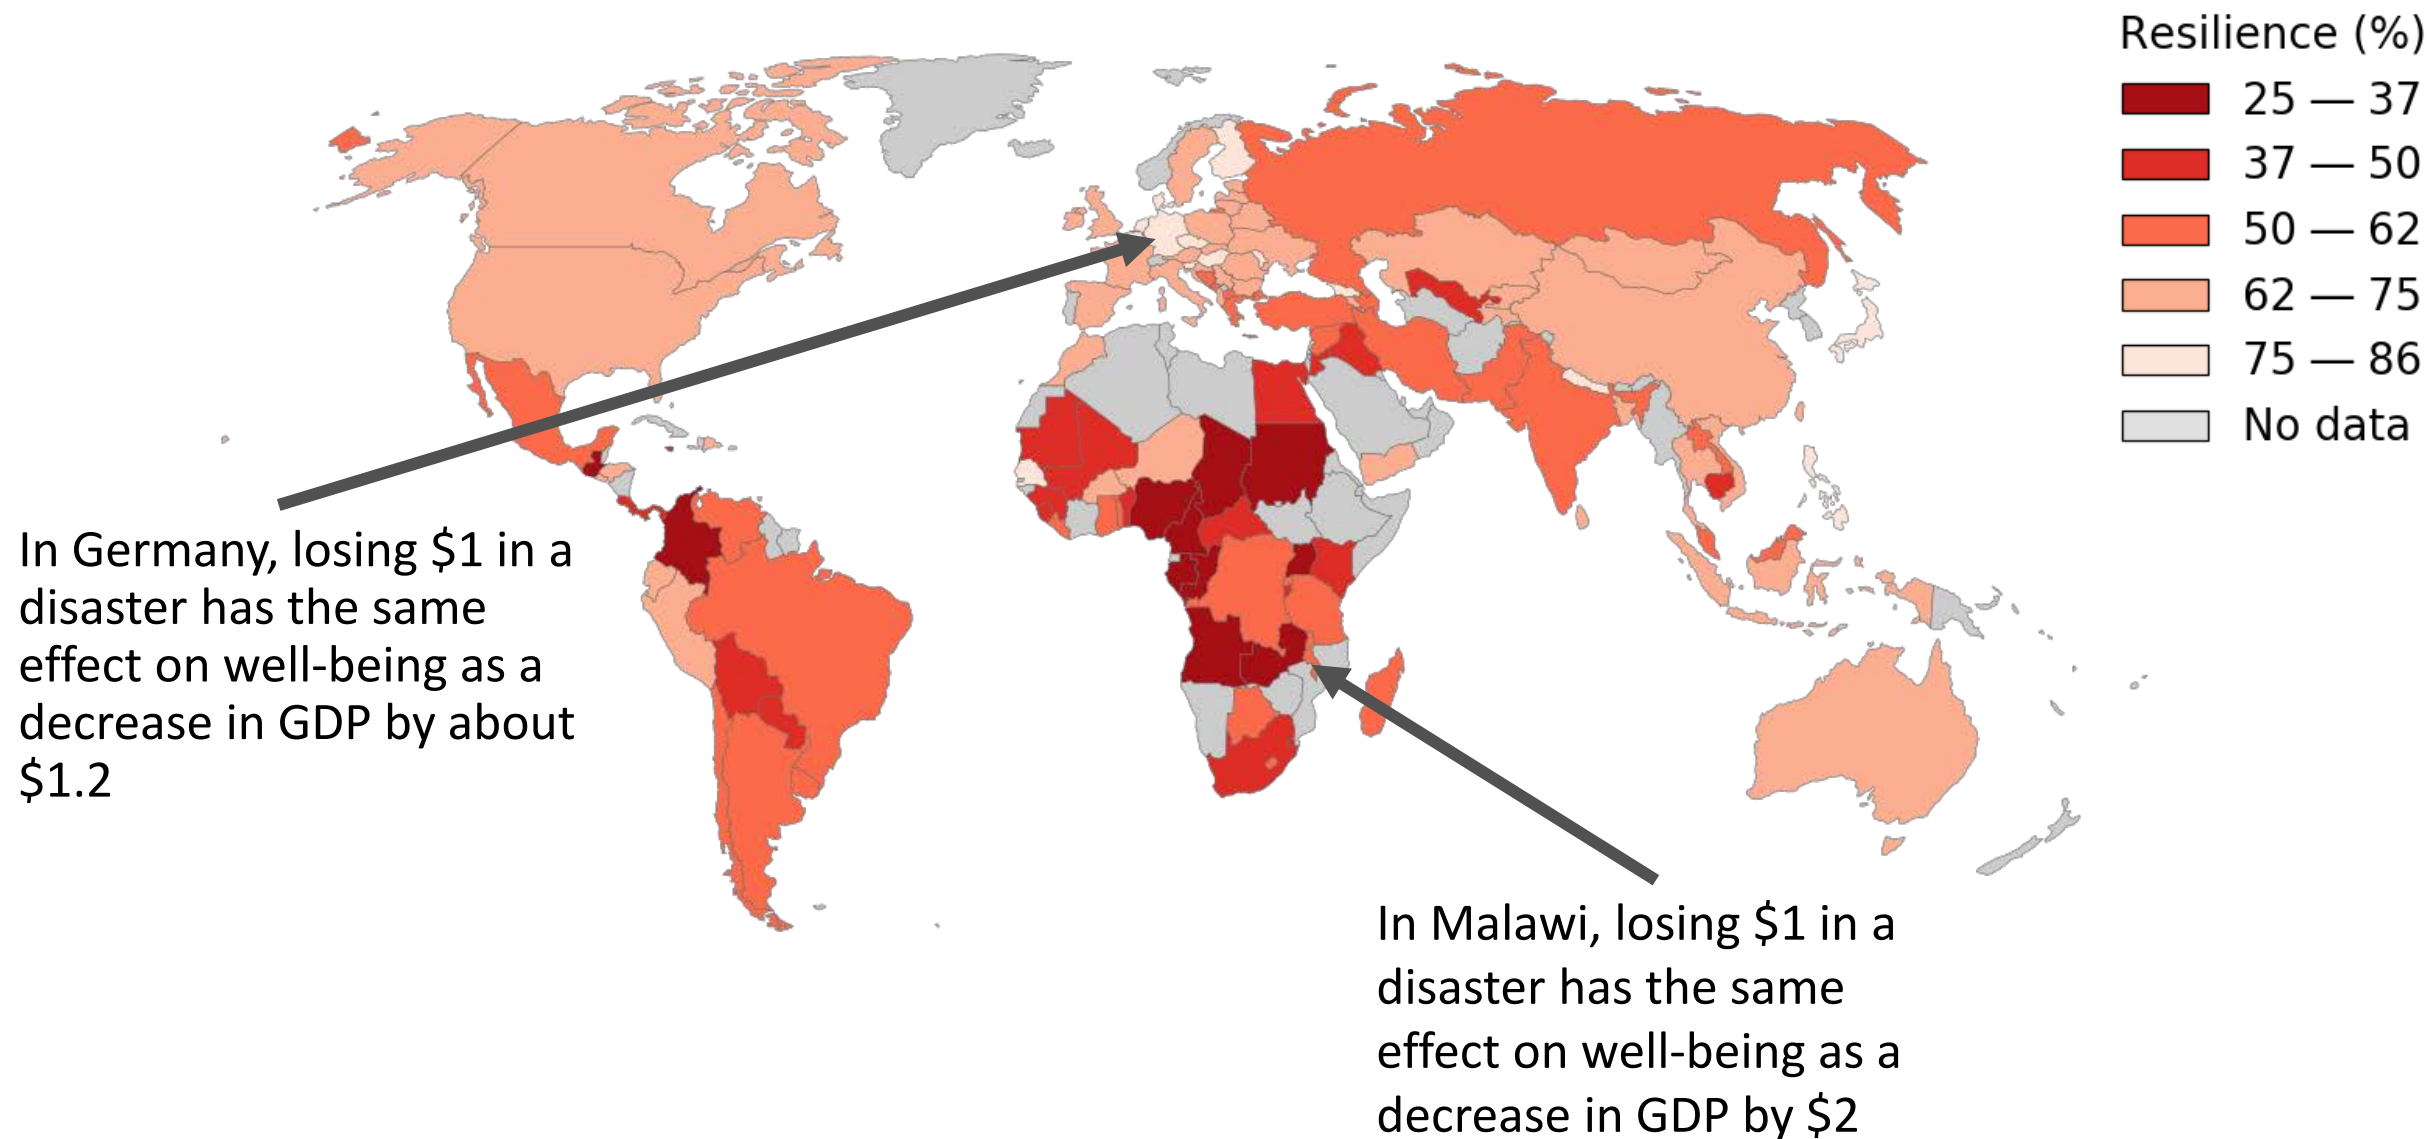 Resilience (%)
25 — 37
37 — 50
50 — 62
62 — 75
75 — 86
No data
In Germany, losing $1 in a
disaster has the same
effect on well-being as a
decrease in GDP by about
$1.2
In Malawi, losing $1 in a
disaster has the same
effect on well-being as a
decrease in GDP by $2